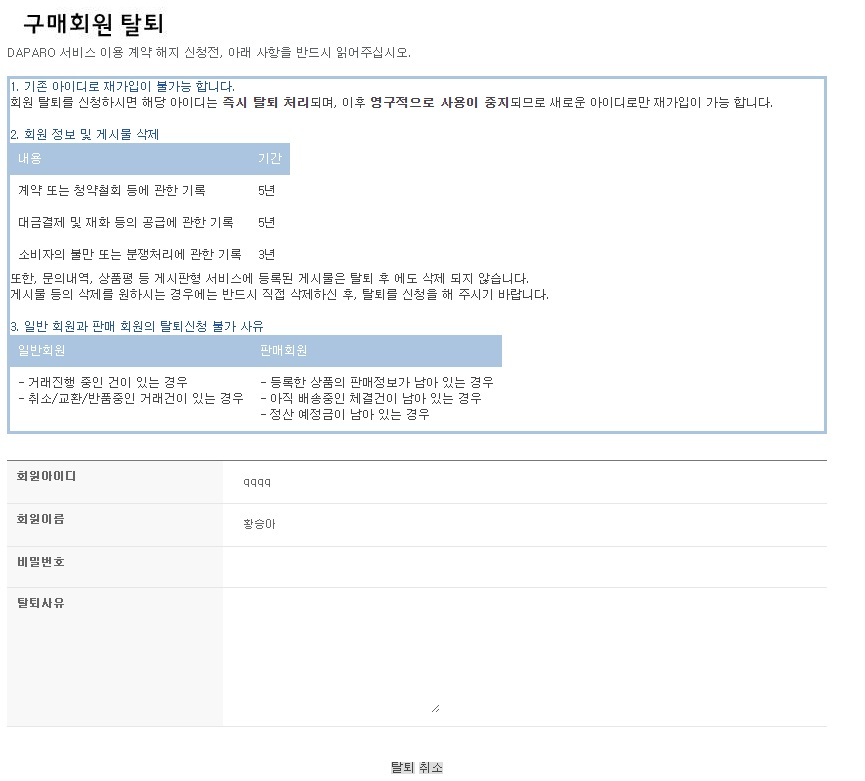 구매회원 탈퇴
DAPARO 서비스 이용 계약 해지 신청전, 아래 사항을 반드시 읽어주십시오.
1. 기존 아이디로 재가입이 불가능 합니다.
회원 탈퇴를 신청하시면 해당 아이디는 즉시 탈퇴 처리되며, 이후 영구적으로 사용이 중지되므로 새로운 아이디로만 재가입이 가능 합니다.
2. 회원 정보 및 게시물 삭제
내용 기간
계약 또는 청약철회 등에 관한 기록 5년
대금결제 및 재화 등의 공급에 관한 기록 5년
소비자의 불만 또는 분쟁처리에 관한 기록 3년
또한, 문의내역, 상품평 등 게시판형 서비스에 등록된 게시물은 탈퇴 후 에도 삭제 되지 않습니다.
게시물 등의 삭제를 원하시는 경우에는 반드시 직접 삭제하신 후, 탈퇴를 신청을 해 주시기 바랍니다.
3. 일반 회원과 판매 회원의 탈퇴신청 불가 사유
일반회원 판매회원
- 거래진행 중인 건이 있는 경우 - 등록한 상품의 판매정보가 남아 있는 경우
- 취소/교환/반품중인 거래건이 있는 경우 - 아직 배송중인 체결건이 남아 있는 경우
- 정산 예정금이 남아 있는 경우
회원아이디 qqqq
회원이름 황승아
비밀번호
탈퇴사유
탈퇴 취소